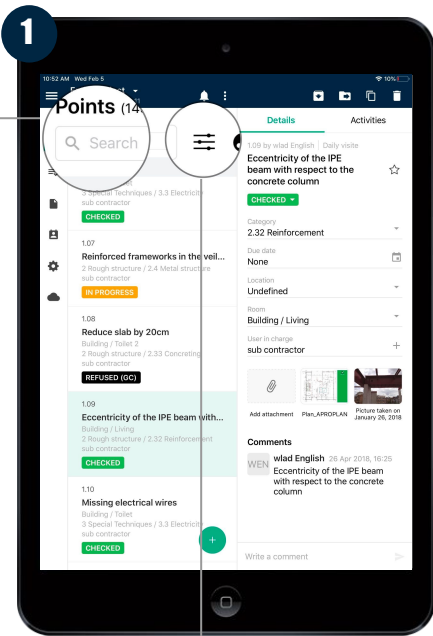 1
10:52 AM Wed Feb 5
10%
Points (14
Search
3 Special Techniques / 3.3 Electricity
sub contractor
CHECKED
1.07
Reinforced frameworks in the veil...
2 Rough structure / 2.4 Metal structure
sub contractor
IN PROGRESS
1.08
Reduce slab by 20cm
Building / Toilet 2
2 Rough structure / 2.33 Concreting
sub contractor
REFUSED (GC)
1.09
Eccentricity of the IPE beam with...
Building / Living
2 Rough structure / 2.32 Reinforcement
sub contractor
CHECKED
1.10
Missing electrical wires
Building / Toilet
3 Special Techniques / 3.3 Electricity
sub contractor
CHECKED
+
Details Activities
1.09 by wlad English | Daily visite
Eccentricity of the IPE
beam with respect to the
concrete column
CHECKED
Category
2.32 Reinforcement
Due date
None
Location
Undefined
Room
Building / Living
User in charge
sub contractor
Add attachment Plan_APROPLAN Picture taken on
January 26, 2018
Comments
WEN wlad English 26 Apr 2018, 16:25
Eccentricity of the IPE beam
with respect to the concrete
column
Write a comment